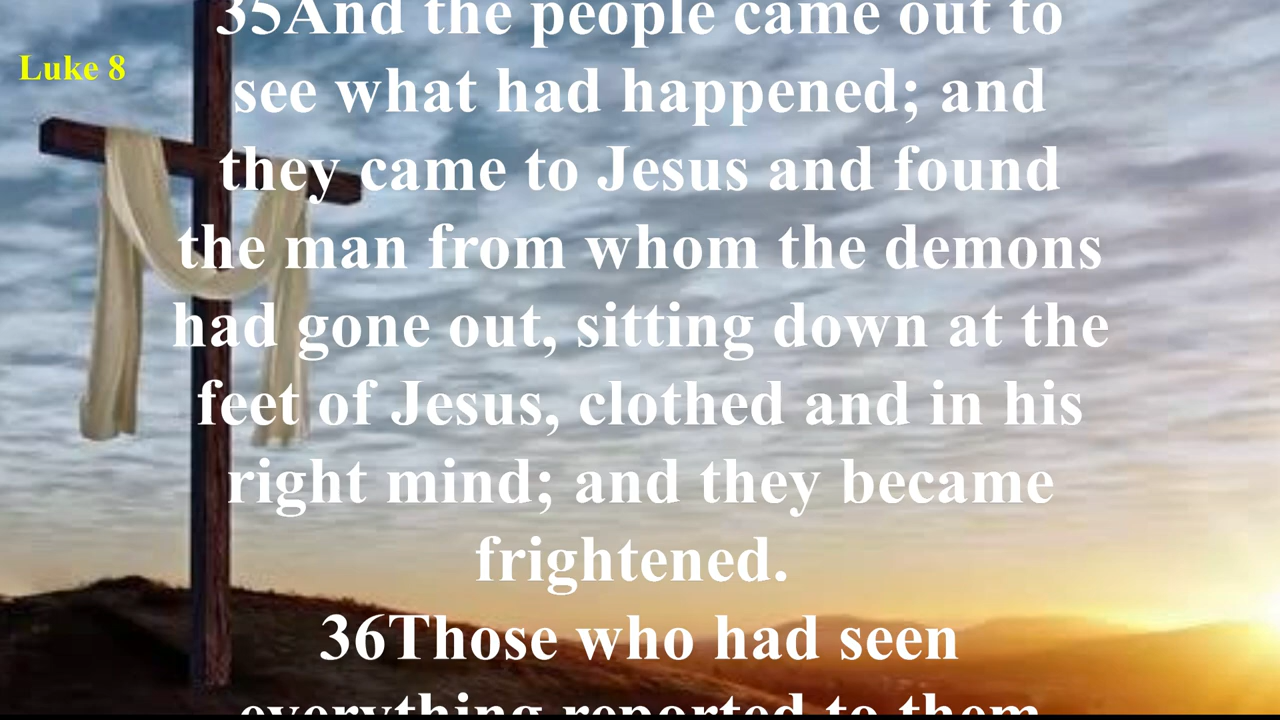 35And the people came out to
Luke 8
see what had happened; and
they came to Jesus and found
the man from whom the demons
had gone out, sitting down at the
feet of Jesus, clothed and in his
right mind; and they became
frightened.
36Those who had seen
everything reported to them